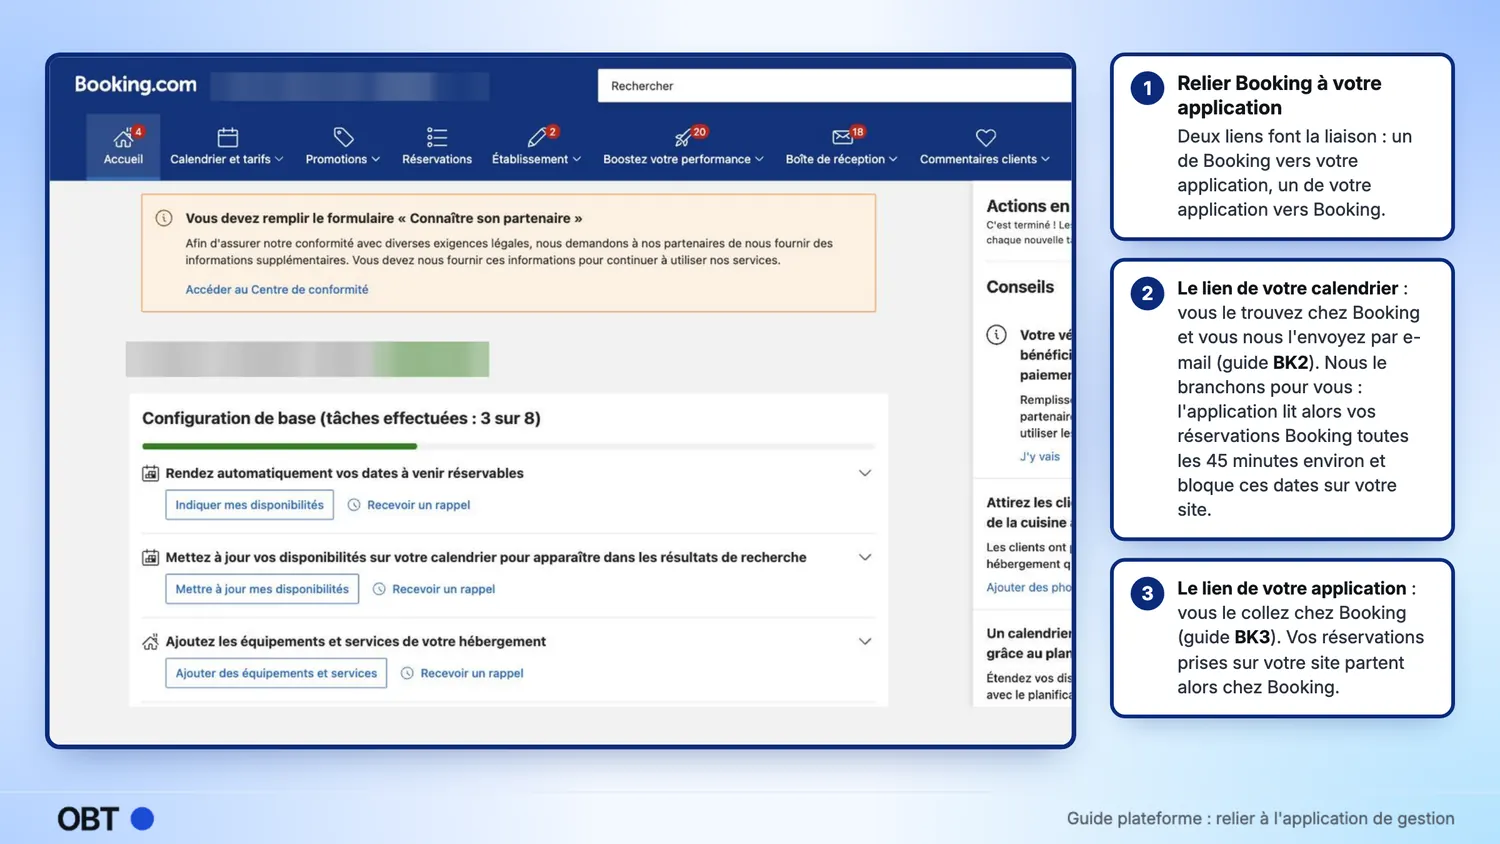 Booking.com
Rechercher
4
Accueil
Calendrier et tarifs
Promotions
Réservations
2
Établissement
20
Boostez votre performance
18
Boîte de réception
Commentaires clients
Vous devez remplir le formulaire « Connaître son partenaire »
Afin d'assurer notre conformité avec diverses exigences légales, nous demandons à nos partenaires de nous fournir des
informations supplémentaires. Vous devez nous fournir ces informations pour continuer à utiliser nos services.
Accéder au Centre de conformité
Configuration de base (tâches effectuées : 3 sur 8)
Rendez automatiquement vos dates à venir réservables
Indiquer mes disponibilités
Recevoir un rappel
Mettez à jour vos disponibilités sur votre calendrier pour apparaître dans les résultats de recherche
Mettre à jour mes disponibilités
Recevoir un rappel
Ajoutez les équipements et services de votre hébergement
Ajouter des équipements et services
Recevoir un rappel
Actions en
C'est terminé ! Les
chaque nouvelle
Conseils
Votre
bénéfici
paiemen
Remplisse
partenaire
utiliser les
J'y vais
Attirez les
de la cuisine
Les clients ont
hébergement
Ajouter des
Un calendrier
grâce au
Étendez vos
avec le
1
Relier Booking à votre
application
Deux liens font la liaison : un
de Booking vers votre
application, un de votre
application vers Booking.
2
Le lien de votre calendrier :
vous le trouvez chez Booking
et vous nous l'envoyez par e-
mail (guide BK2). Nous le
branchons pour vous :
l'application lit alors vos
réservations Booking toutes
les 45 minutes environ et
bloque ces dates sur votre
site.
3
Le lien de votre application :
vous le collez chez Booking
(guide BK3). Vos réservations
prises sur votre site partent
alors chez Booking.
OBT
Guide plateforme : relier à l'application de gestion